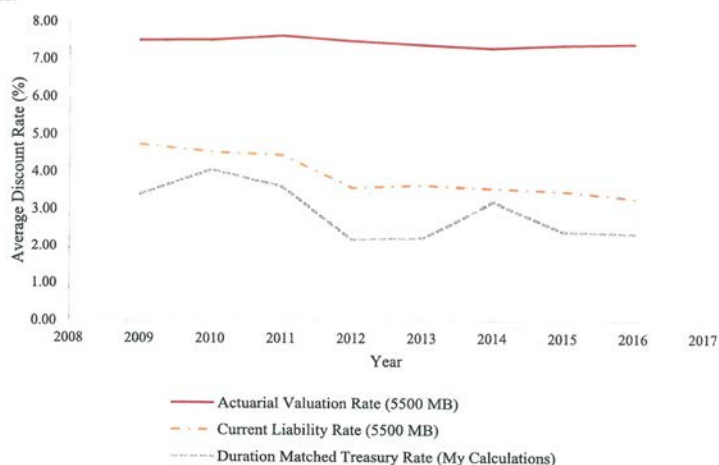 8.00
7.00
6.00
5.00
4.00
3.00
2.00
1.00
0.00
Average Discount Rate (%)
2008 2009 2010 2011 2012 2013 2014 2015 2016 2017
Year
Actuarial Valuation Rate (5500 MB)
Current Liability Rate (5500 MB)
Duration Matched Treasury Rate (My Calculations)